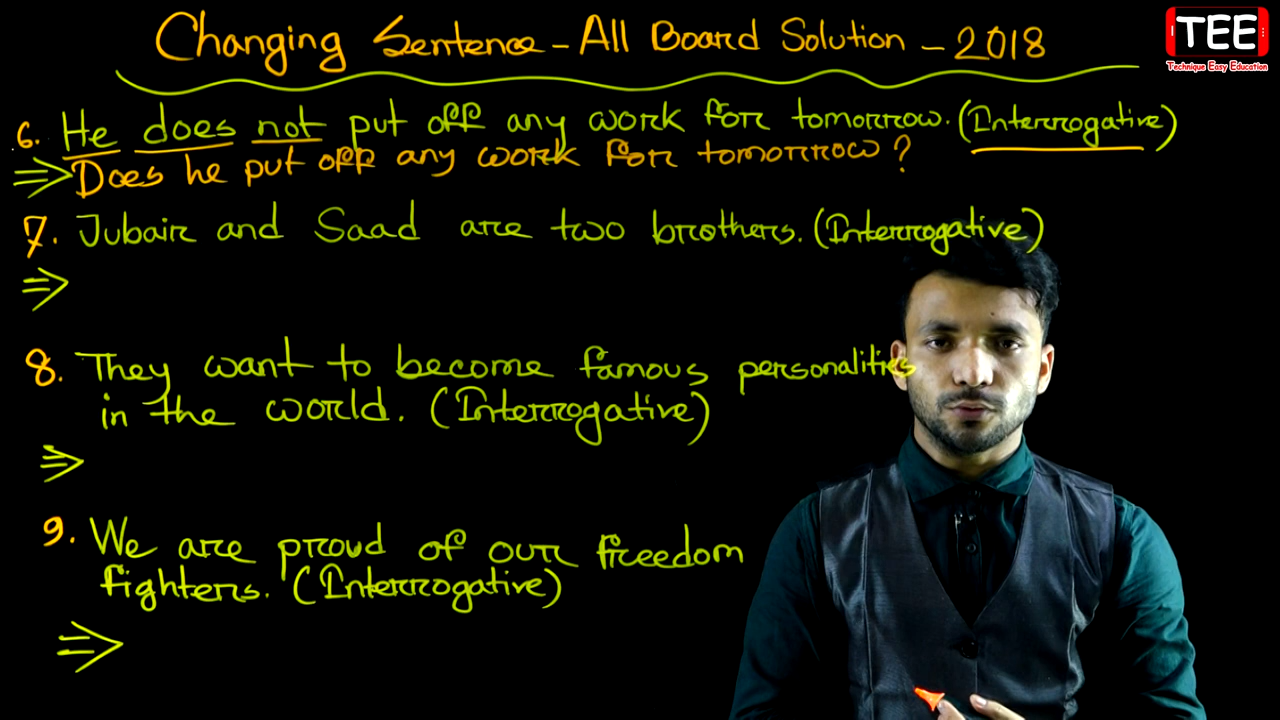 Changing Sentence - All Board Solution - 2018
TEE
Technique Easy Education
6. He does not put off any work for tomorrow. (Interrogative)
⇒ Does he put off any work for tomorrow?
7. Jubair and Saad are two brothers. (Interrogative)
⇒
8. They want to become famous personalities
in the world. (Interrogative)
⇒
9. We are proud of our freedom
fighters. (Interrogative)
⇒